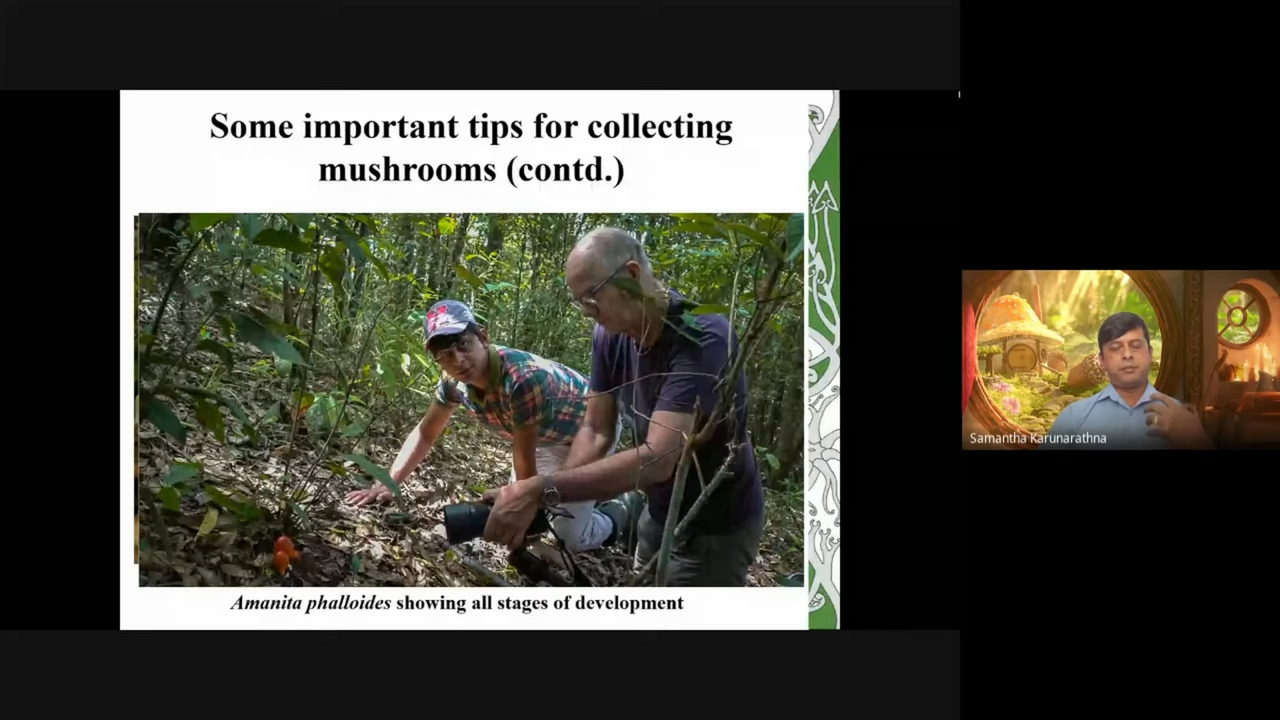 Some important tips for collecting
mushrooms (contd.)
Amanita phalloides showing all stages of development
Samantha Karunarathna